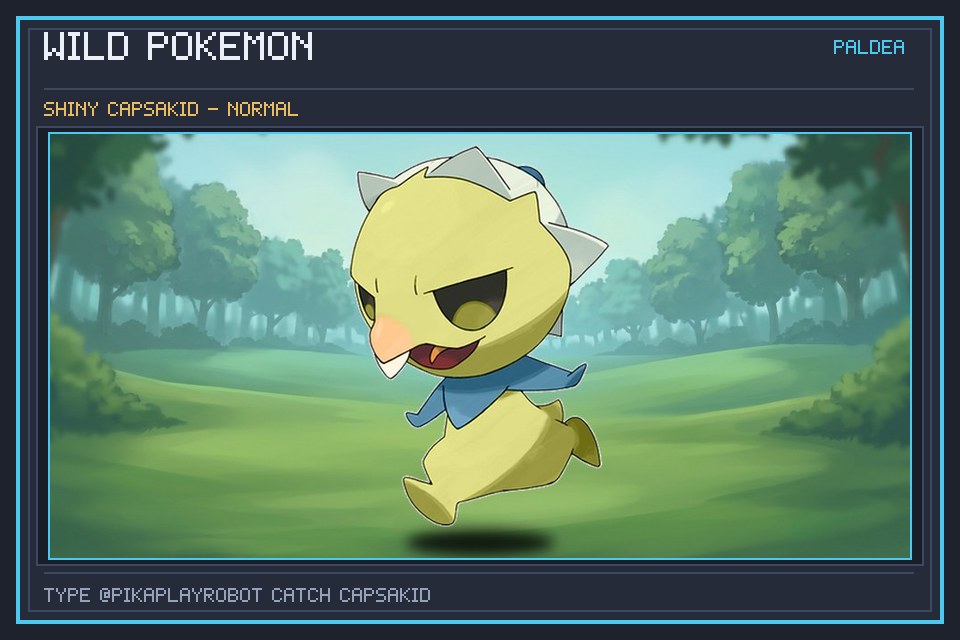 WILD POKEMON
PALDEA
SHINY CAPSAKID - NORMAL
TYPE @PIKAPLAYROBOT CATCH CAPSAKID